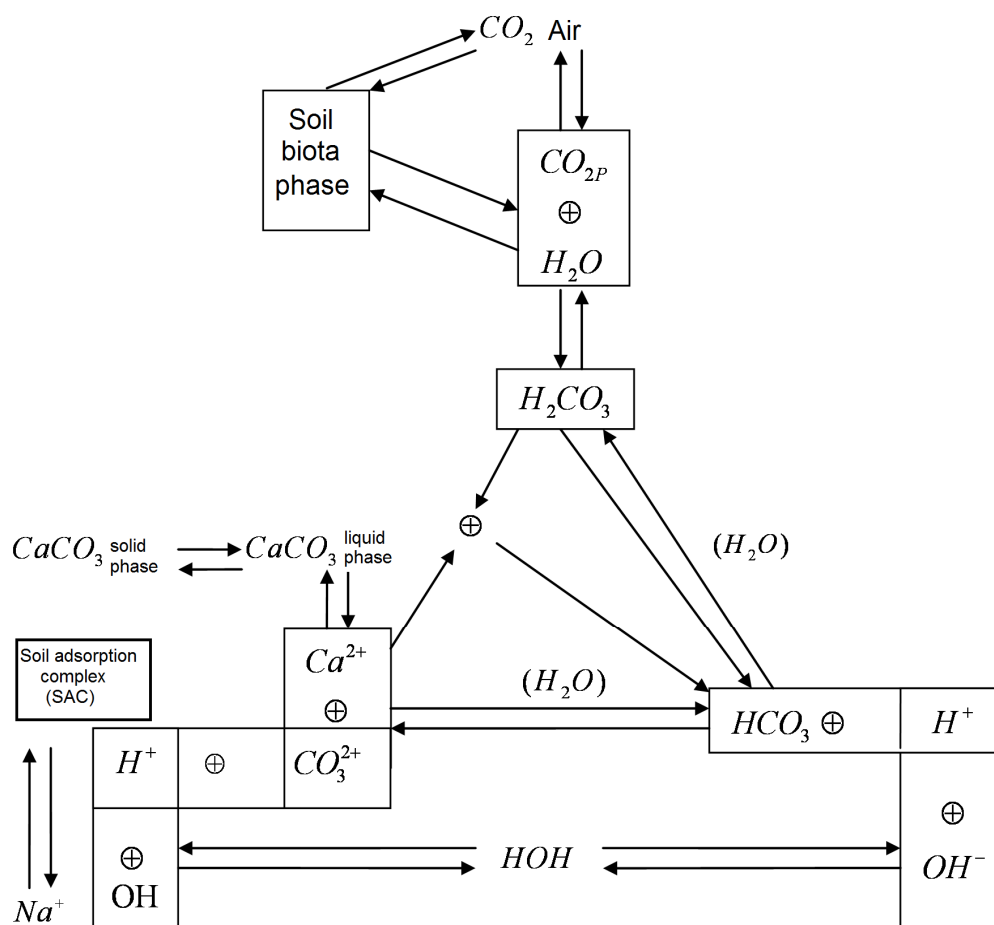 CO₂ Air
Soil
biota
phase
CO₂P
⊕
H₂O
H₂CO₃
⊕
(H₂O)
CaCO₃ solid phase
CaCO₃ liquid phase
Soil adsorption
complex
(SAC)
Ca²⁺
⊕
(H₂O)
HCO₃ ⊕ H⁺
H⁺ ⊕ CO₃²⁺
⊕
⊕
HOH
OH
OH⁻
Na⁺